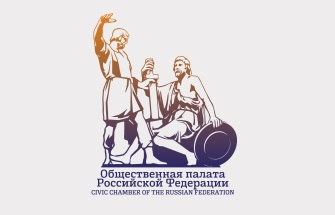 Общественная палата
Российской Федерации
CIVIC CHAMBER OF THE RUSSIAN FEDERATION